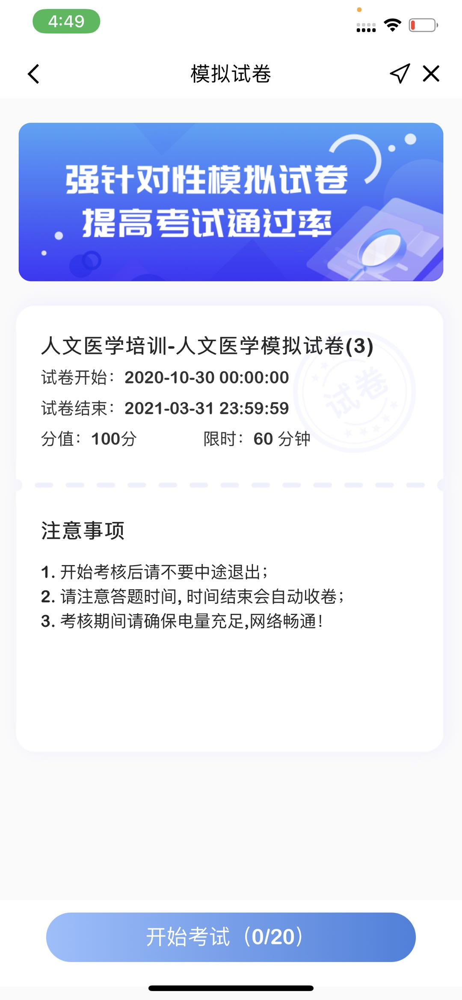 4:49
模拟试卷
强针对性模拟试卷
提高考试通过率
人文医学培训-人文医学模拟试卷(3)
试卷开始：2020-10-30 00:00:00
试卷结束：2021-03-31 23:59:59
分值：100分 限时：60 分钟
试卷
注意事项
1. 开始考核后请不要中途退出；
2. 请注意答题时间, 时间结束会自动收卷；
3. 考核期间请确保电量充足,网络畅通！
开始考试（0/20）